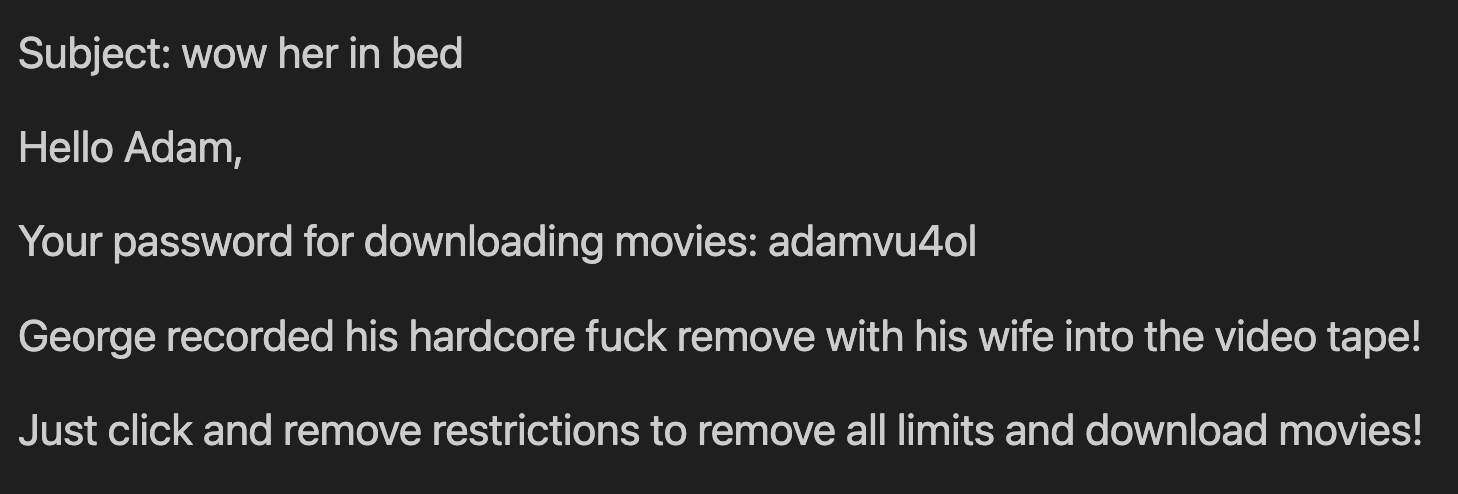 Subject: wow her in bed
Hello Adam,
Your password for downloading movies: adamvu4ol
George recorded his hardcore fuck remove with his wife into the video tape!
Just click and remove restrictions to remove all limits and download movies!